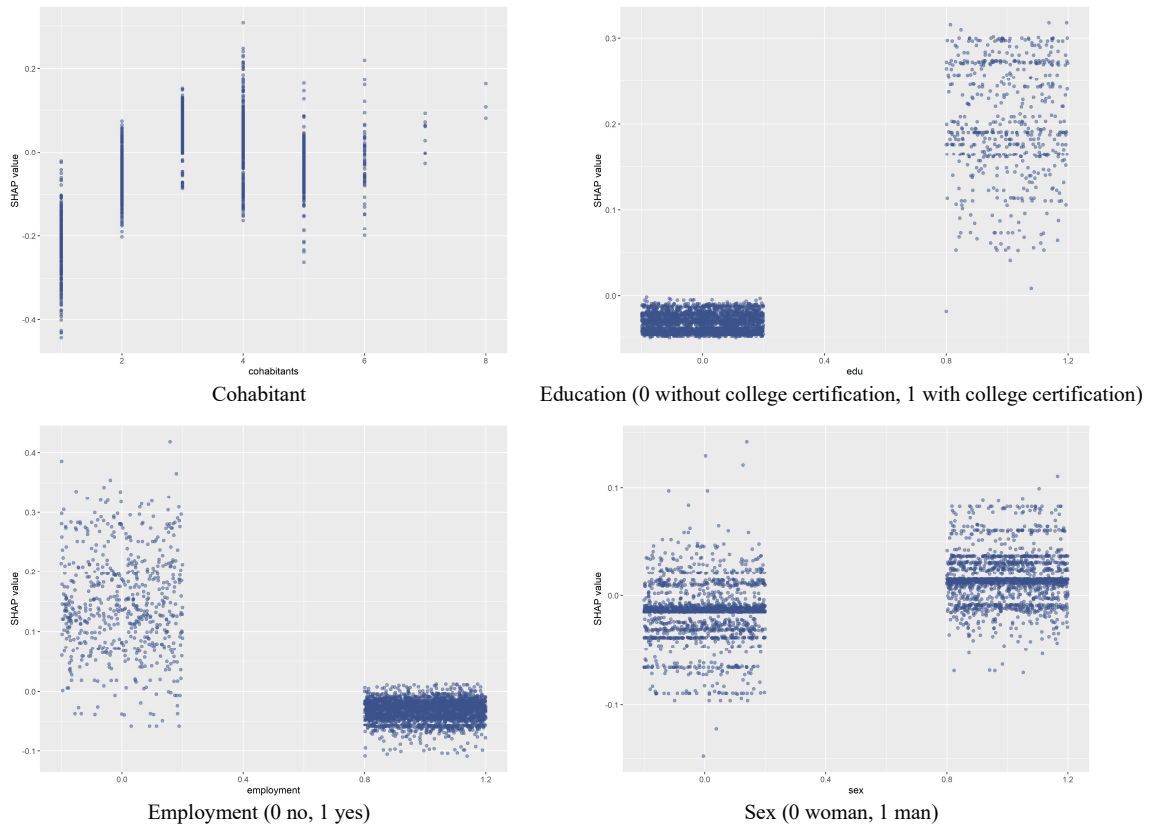 SHAP value
0.2
0.0
-0.2
-0.4
2
4
6
8
cohabitants
Cohabitant
SHAP value
0.3
0.2
0.1
0.0
0.0
0.4
0.8
1.2
edu
Education (0 without college certification, 1 with college certification)
SHAP value
0.4
0.3
0.2
0.1
0.0
-0.1
0.0
0.4
0.8
1.2
employment
Employment (0 no, 1 yes)
SHAP value
0.1
0.0
-0.1
0.0
0.4
0.8
1.2
sex
Sex (0 woman, 1 man)